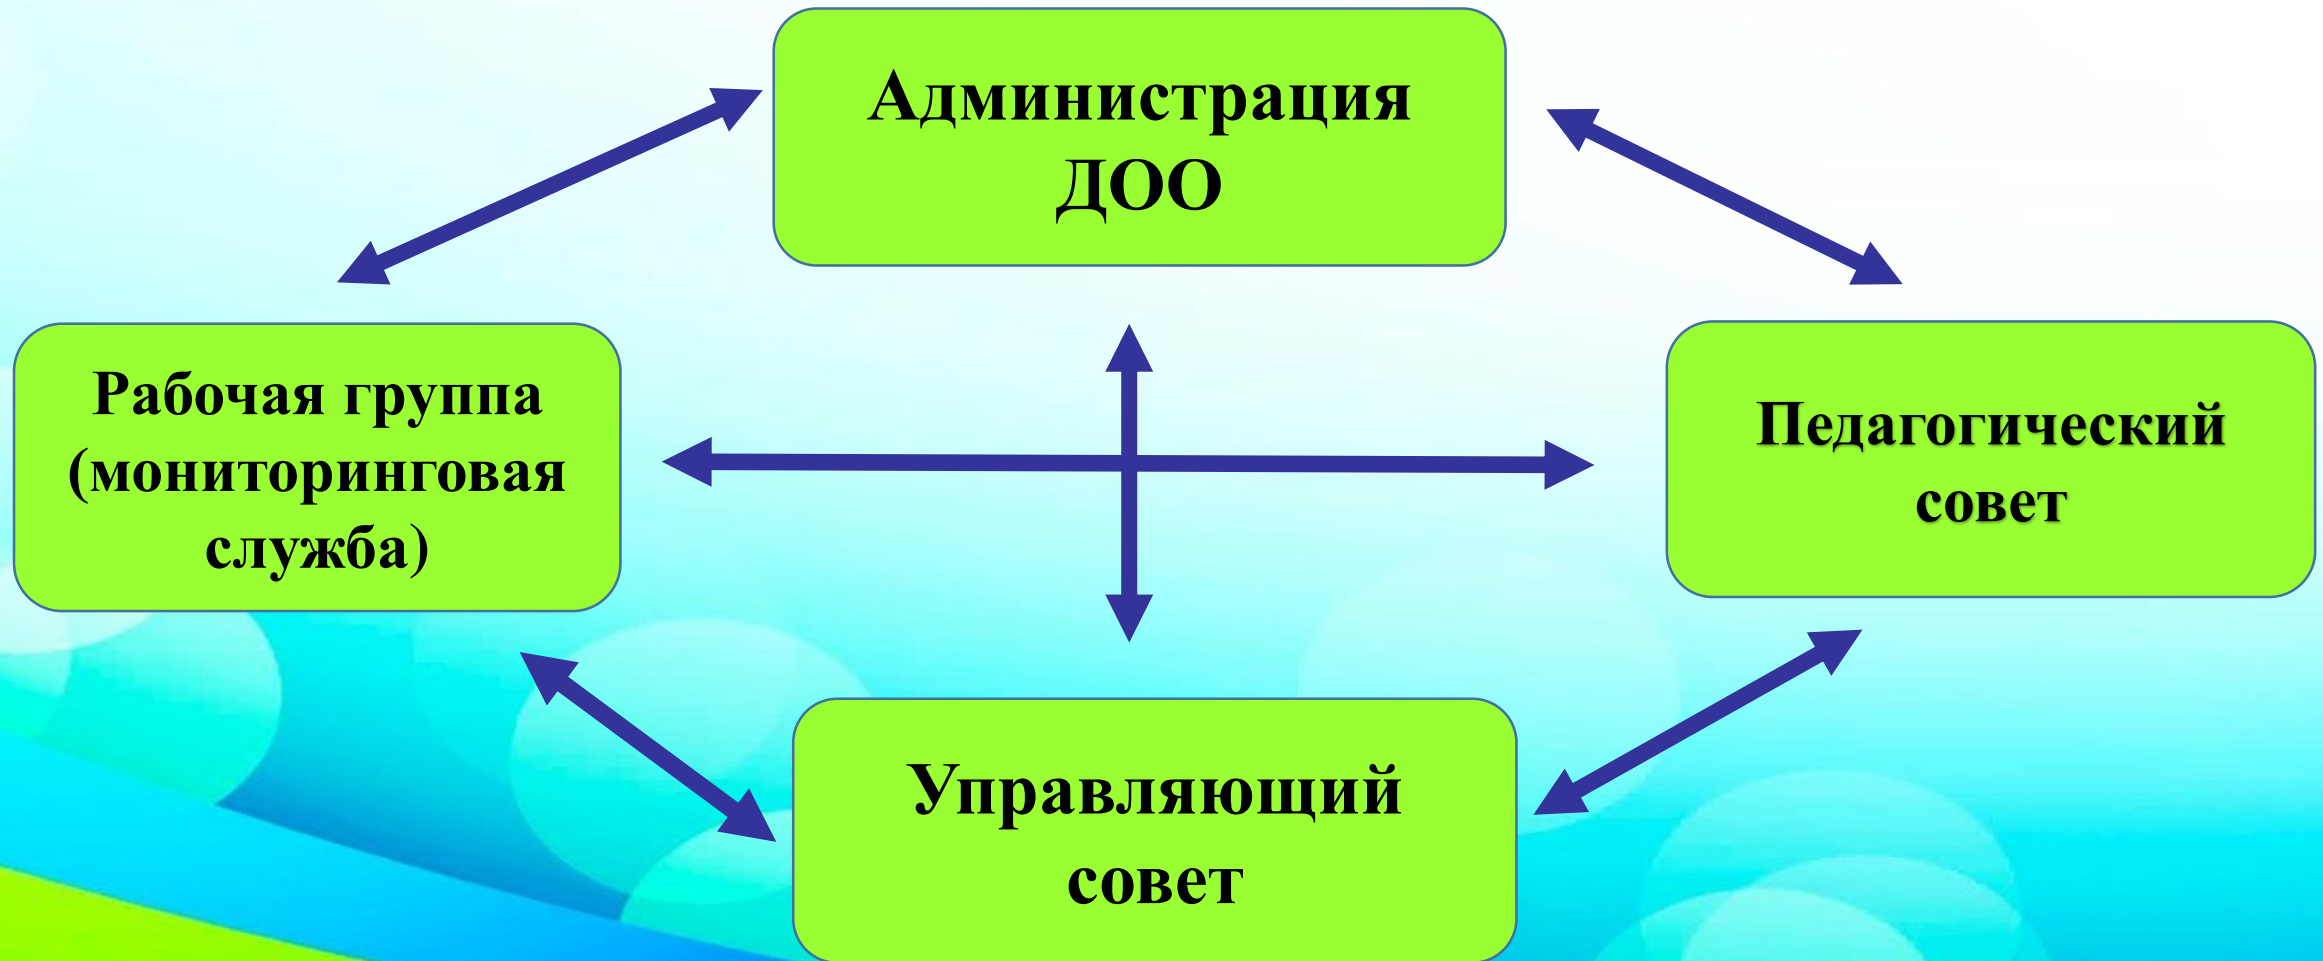 Администрация
ДОО
Рабочая группа
(мониторинговая
служба)
Педагогический
совет
Управляющий
совет